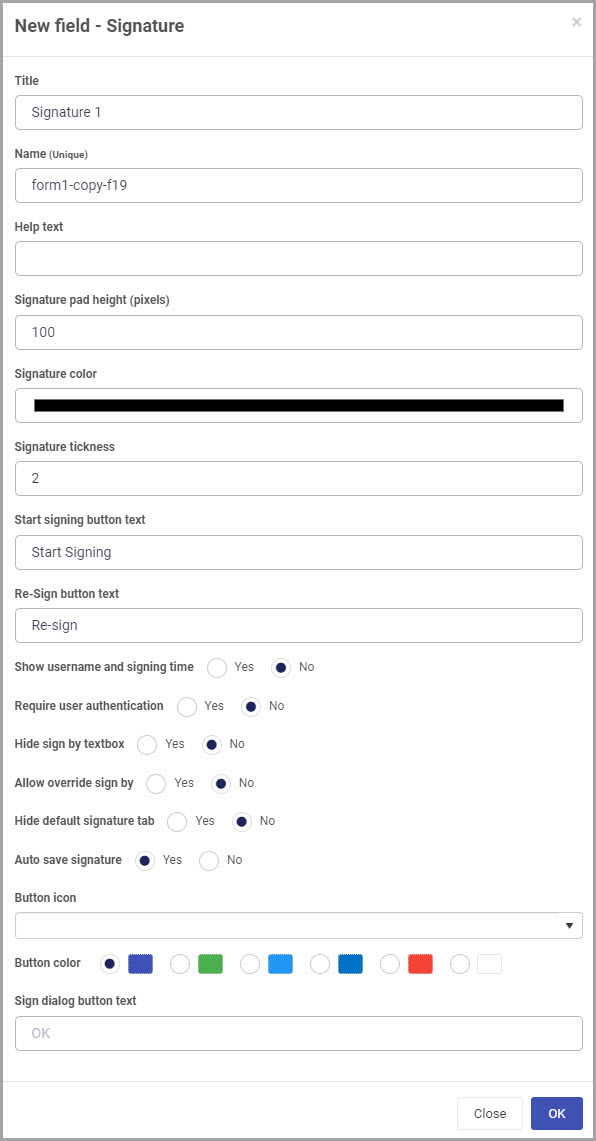 New field - Signature ×
Title
Signature 1
Name (Unique)
form1-copy-f19
Help text
Signature pad height (pixels)
100
Signature color
Signature tickness
2
Start signing button text
Start Signing
Re-Sign button text
Re-sign
Show username and signing time Yes No
Require user authentication Yes No
Hide sign by textbox Yes No
Allow override sign by Yes No
Hide default signature tab Yes No
Auto save signature Yes No
Button icon
Button color
Sign dialog button text
OK
Close OK